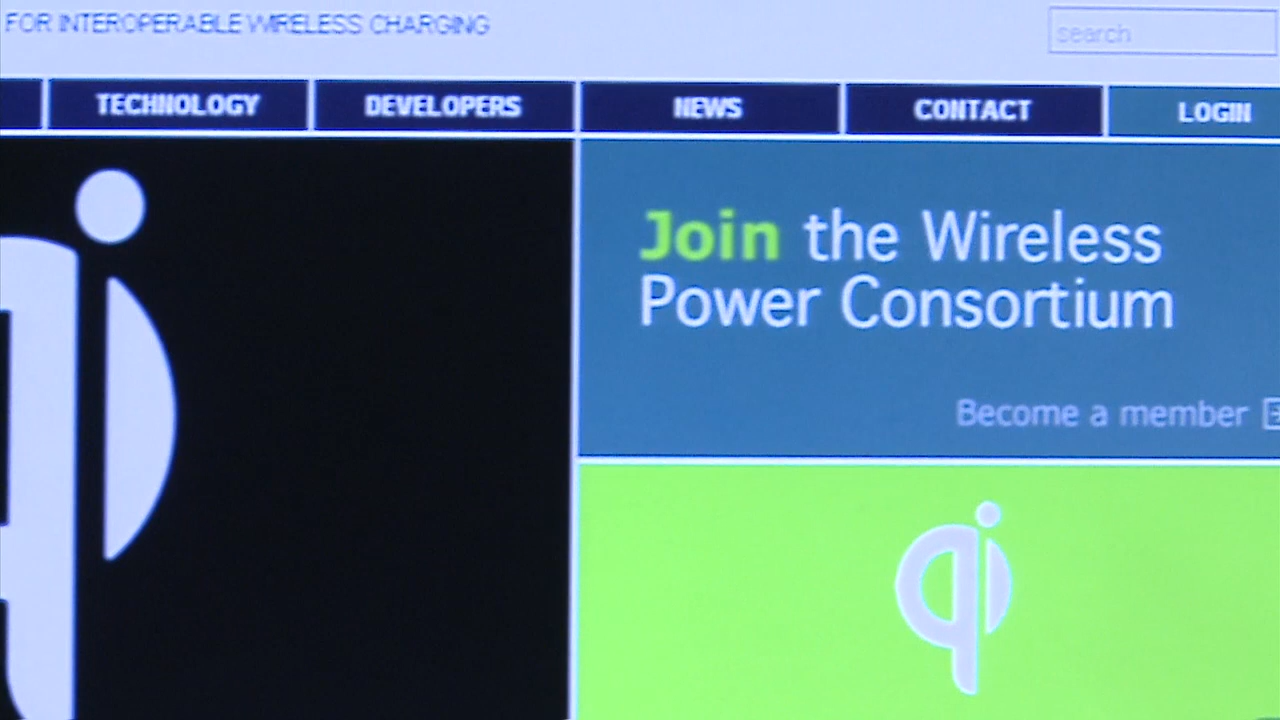 FOR INTEROPERABLE WIRELESS CHARGING
search
TECHNOLOGY
DEVELOPERS
NEWS
CONTACT
LOGIN
Join the Wireless
Power Consortium
Become a member
qi
qi